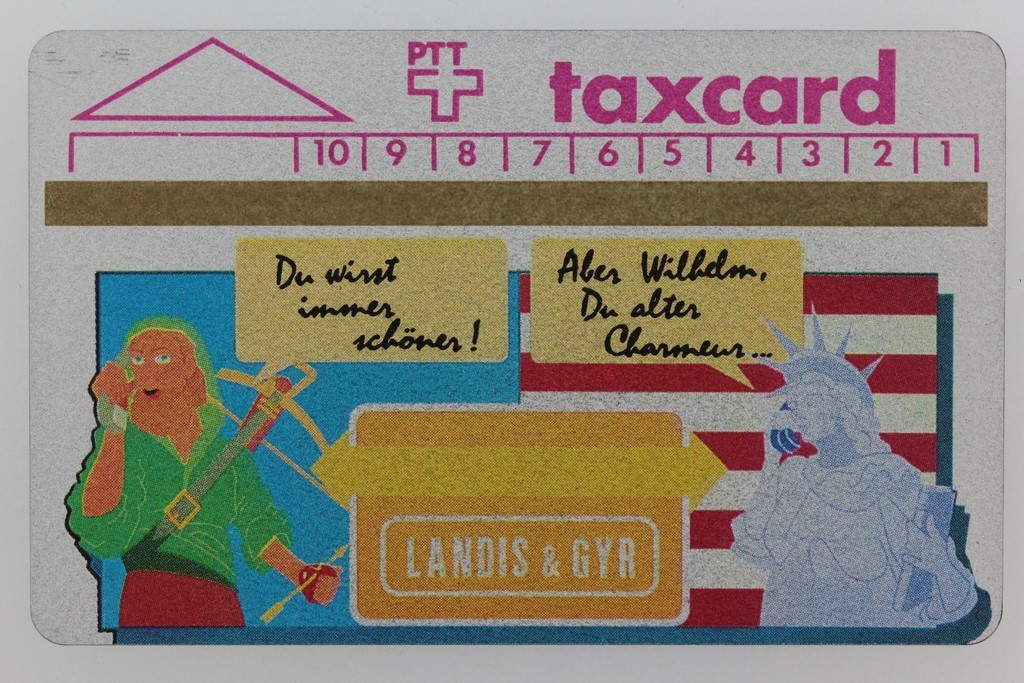 PTT
taxcard
10 9 8 7 6 5 4 3 2 1
Du wirst
immer
schöner!
Aber Wilhelm,
Du alter
Charmeur...
LANDIS & GYR